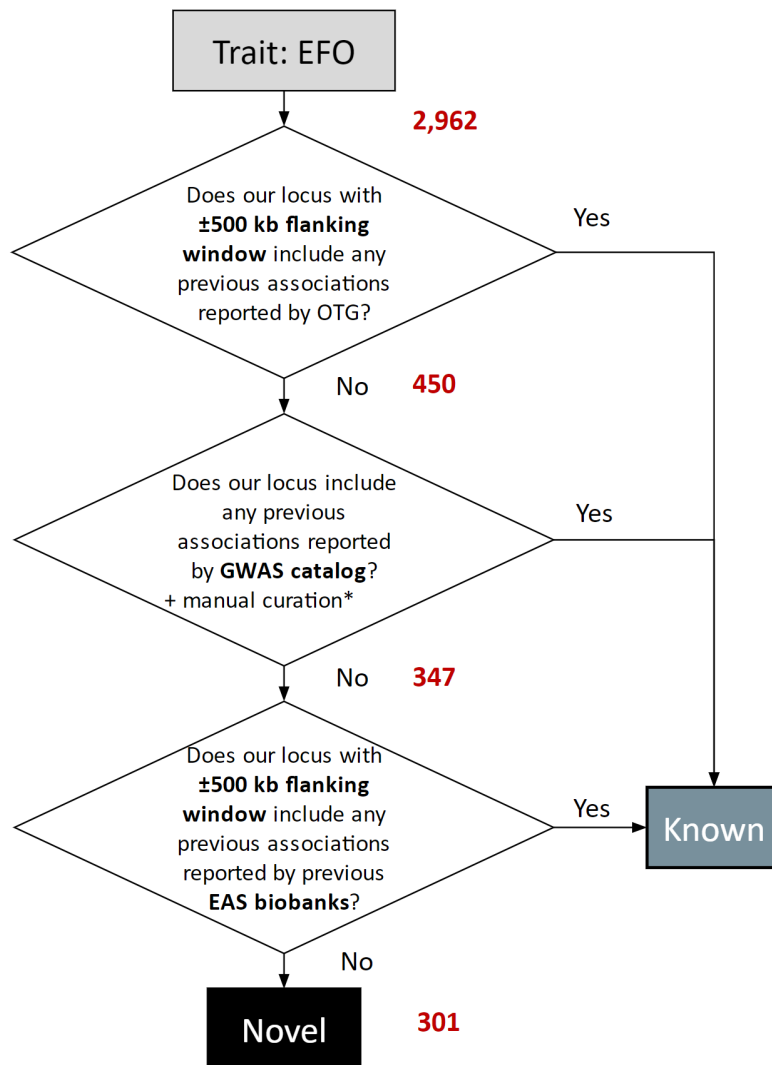 Trait: EFO
2,962
Does our locus with
±500 kb flanking
window include any
previous associations
reported by OTG?
Yes
No
450
Does our locus include
any previous
associations reported
by GWAS catalog?
+ manual curation*
Yes
No
347
Does our locus with
±500 kb flanking
window include any
previous associations
reported by previous
EAS biobanks?
Yes
Known
No
Novel
301